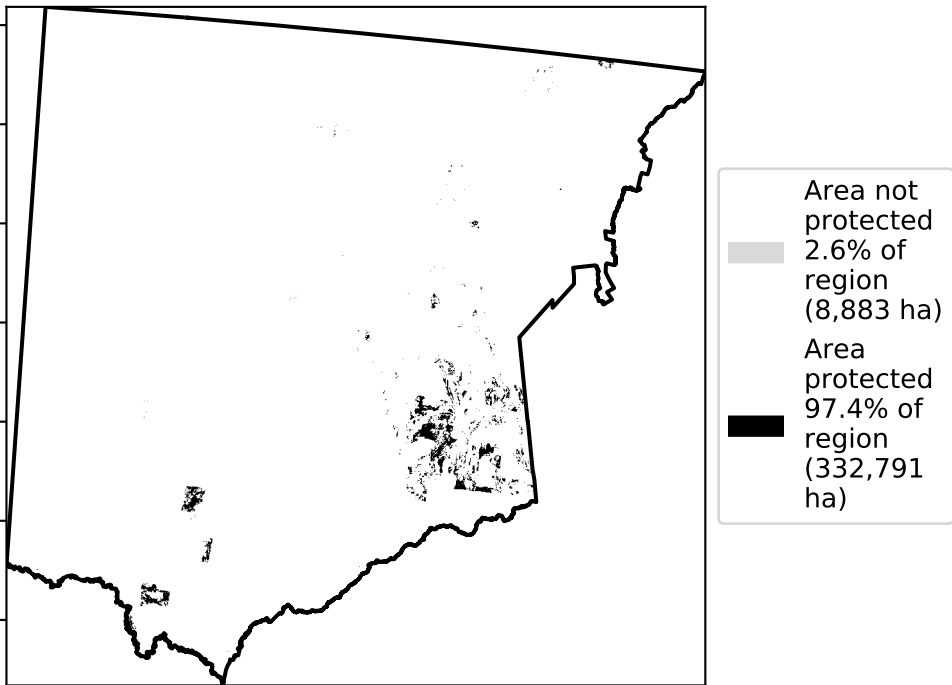 Area not
protected
2.6% of
region
(8,883 ha)
Area
protected
97.4% of
region
(332,791
ha)